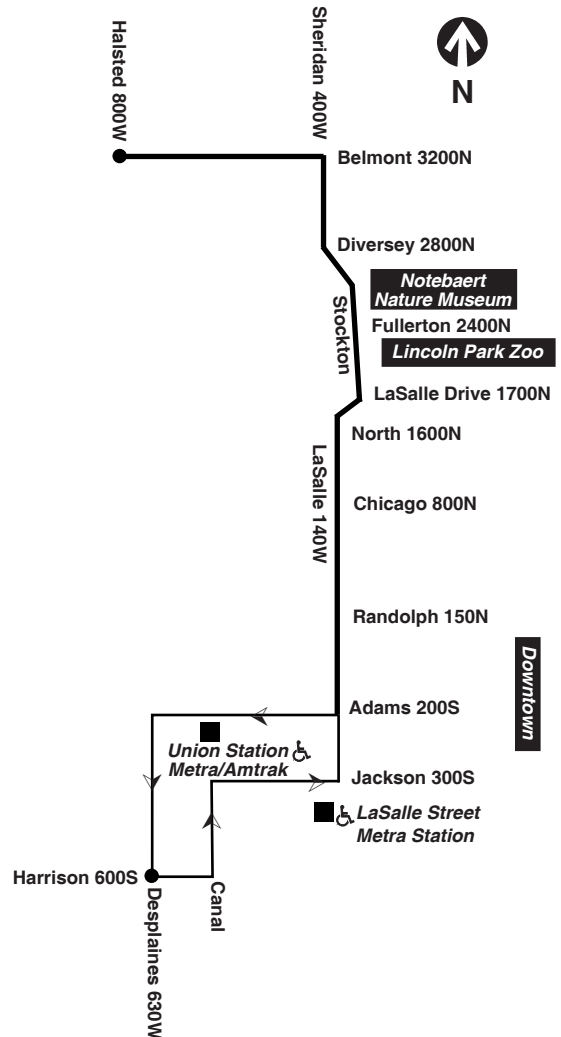 Halsted 800W
Sheridan 400W
N
Belmont 3200N
Diversey 2800N
Notebaert
Nature Museum
Stockton
Fullerton 2400N
Lincoln Park Zoo
LaSalle Drive 1700N
North 1600N
LaSalle 140W
Chicago 800N
Randolph 150N
Downtown
Adams 200S
Union Station
Metra/Amtrak
Jackson 300S
LaSalle Street
Metra Station
Harrison 600S
Canal
Desplaines 630W